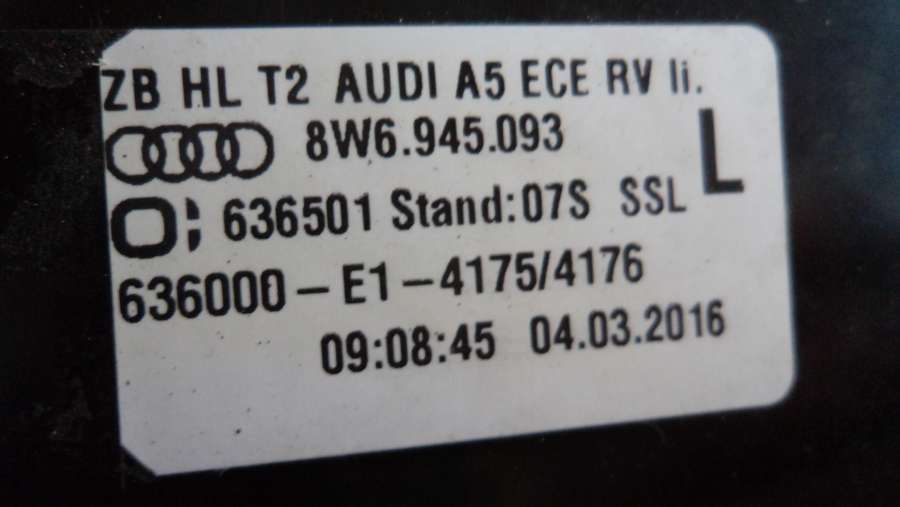 ZB HL T2 AUDI A5 ECE RV li.
8W6.945.093
L
636501 Stand:07S SSL
636000-E1-4175/4176
09:08:45 04.03.2016